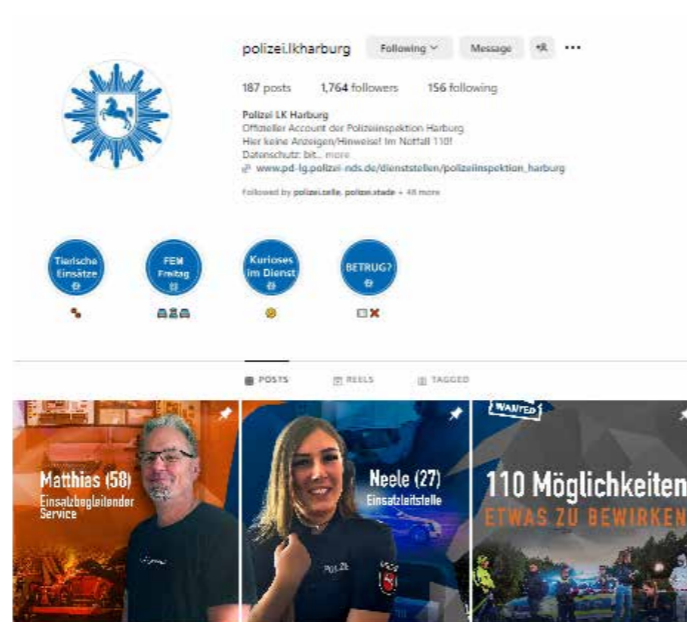 polizei.lkharburg Following Message
187 posts 1,764 followers 156 following
Polizei LK Harburg
Offizieller Account der Polizeiinspektion Harburg
Hier keine Anzeigen/Hinweise! Im Notfall 110!
Datenschutz: bit... more
www.pd-lg.polizei-nds.de/dienststellen/polizeiinspektion_harburg
Followed by polizei.celle, polizei.stade + 48 more
Tierische
Einsätze
FEM
Freitag
Kurioses
im Dienst
BETRUG?
POSTS REELS TAGGED
Matthias (58)
Einsatzbegleitender
Service
Neele (27)
Einsatzleitstelle
POLIZEI
WANTED
110 Möglichkeiten
ETWAS ZU BEWIRKEN